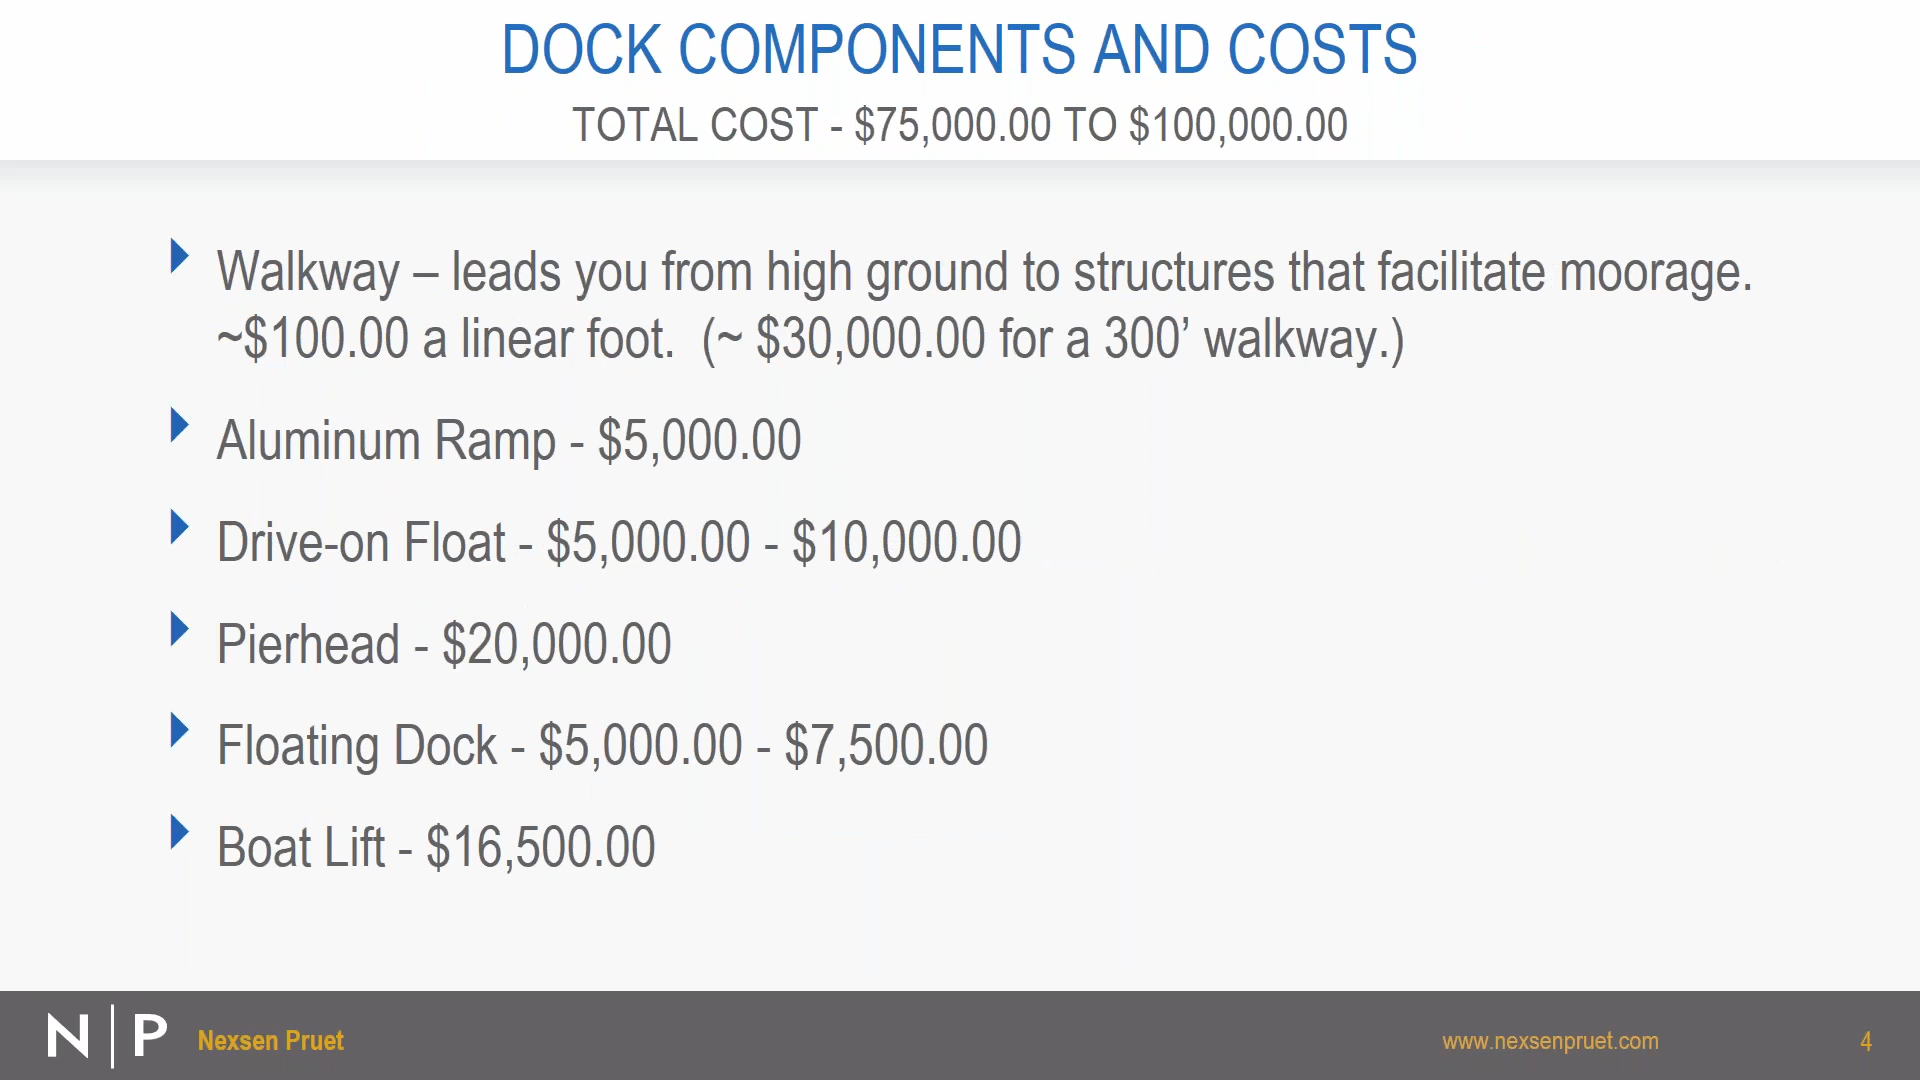 DOCK COMPONENTS AND COSTS
TOTAL COST - $75,000.00 TO $100,000.00
Walkway – leads you from high ground to structures that facilitate moorage.
~$100.00 a linear foot.  (~ $30,000.00 for a 300’ walkway.)
Aluminum Ramp - $5,000.00
Drive-on Float - $5,000.00 - $10,000.00
Pierhead - $20,000.00
Floating Dock - $5,000.00 - $7,500.00
Boat Lift - $16,500.00
N|P Nexsen Pruet www.nexsenpruet.com 4